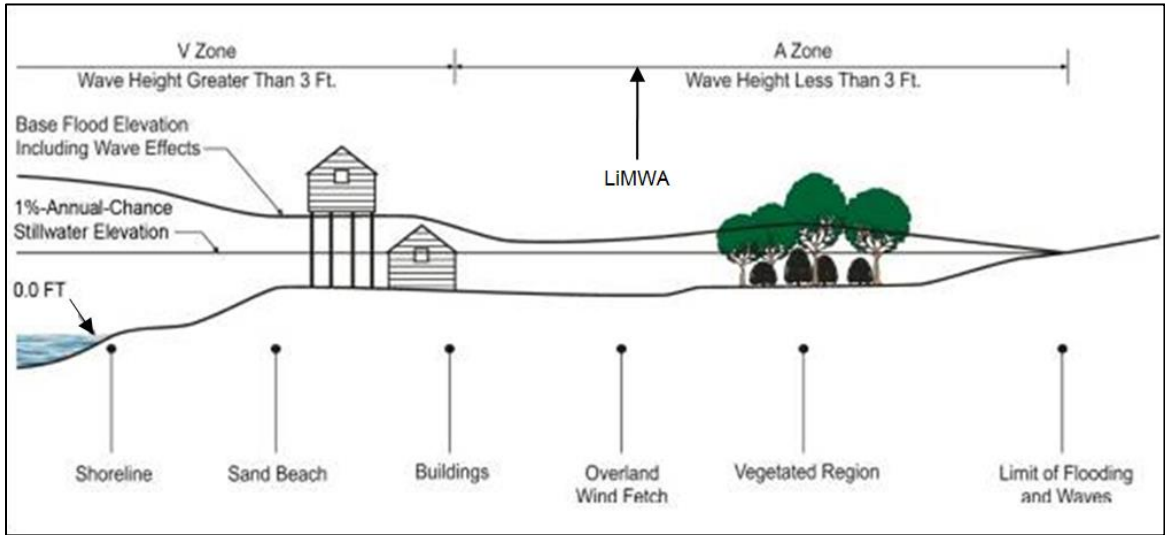 V Zone
Wave Height Greater Than 3 Ft.
A Zone
Wave Height Less Than 3 Ft.
Base Flood Elevation
Including Wave Effects
LiMWA
1%-Annual-Chance
Stillwater Elevation
0.0 FT
Shoreline
Sand Beach
Buildings
Overland
Wind Fetch
Vegetated Region
Limit of Flooding
and Waves